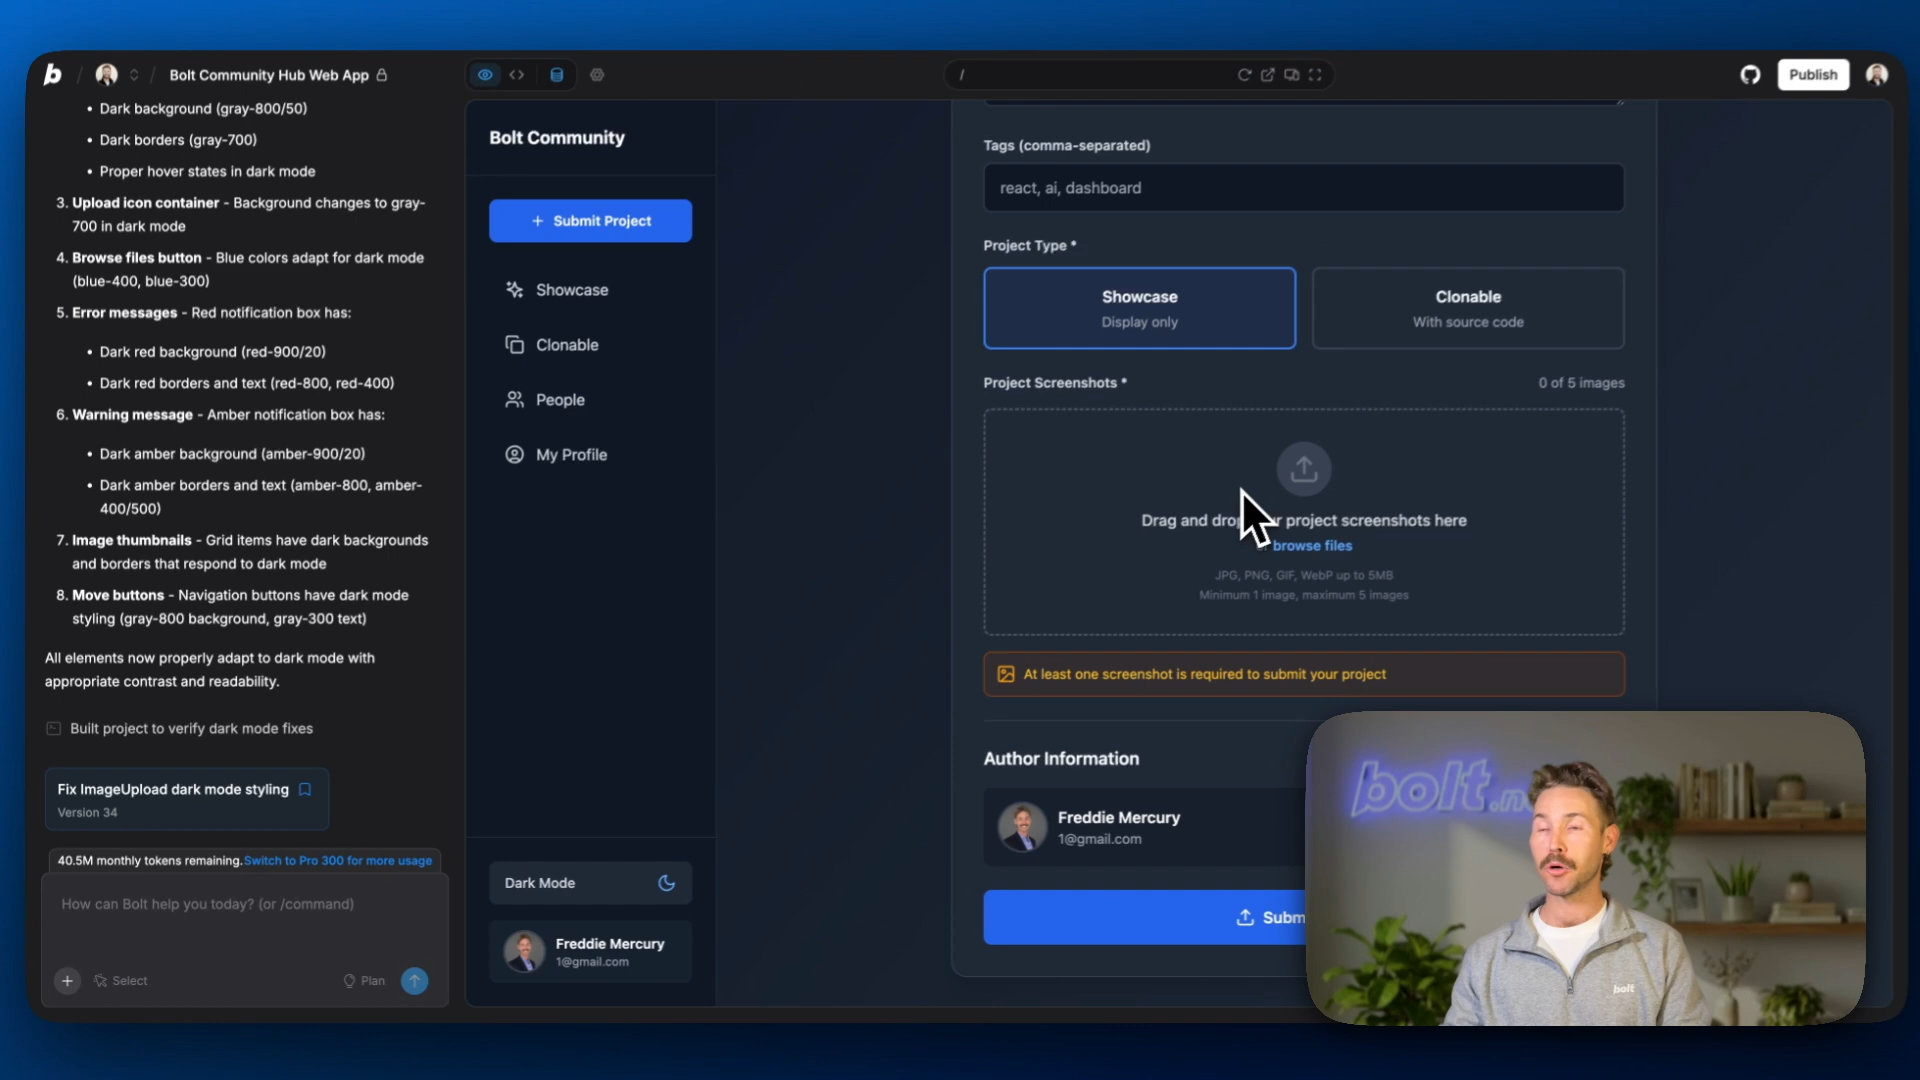 b / / Bolt Community Hub Web App
/
Publish
• Dark background (gray-800/50)
• Dark borders (gray-700)
• Proper hover states in dark mode
3. Upload icon container - Background changes to gray-
700 in dark mode
4. Browse files button - Blue colors adapt for dark mode
(blue-400, blue-300)
5. Error messages - Red notification box has:
• Dark red background (red-900/20)
• Dark red borders and text (red-800, red-400)
6. Warning message - Amber notification box has:
• Dark amber background (amber-900/20)
• Dark amber borders and text (amber-800, amber-
400/500)
7. Image thumbnails - Grid items have dark backgrounds
and borders that respond to dark mode
8. Move buttons - Navigation buttons have dark mode
styling (gray-800 background, gray-300 text)
All elements now properly adapt to dark mode with
appropriate contrast and readability.
Built project to verify dark mode fixes
Fix ImageUpload dark mode styling
Version 34
40.5M monthly tokens remaining. Switch to Pro 300 for more usage
How can Bolt help you today? (or /command)
+ Select
Plan
Bolt Community
+ Submit Project
Showcase
Clonable
People
My Profile
Dark Mode
Freddie Mercury
1@gmail.com
Tags (comma-separated)
react, ai, dashboard
Project Type *
Showcase
Display only
Clonable
With source code
Project Screenshots *
0 of 5 images
Drag and drop project screenshots here
browse files
JPG, PNG, GIF, WebP up to 5MB
Minimum 1 image, maximum 5 images
At least one screenshot is required to submit your project
Author Information
Freddie Mercury
1@gmail.com
Subm
bolt.n
bolt